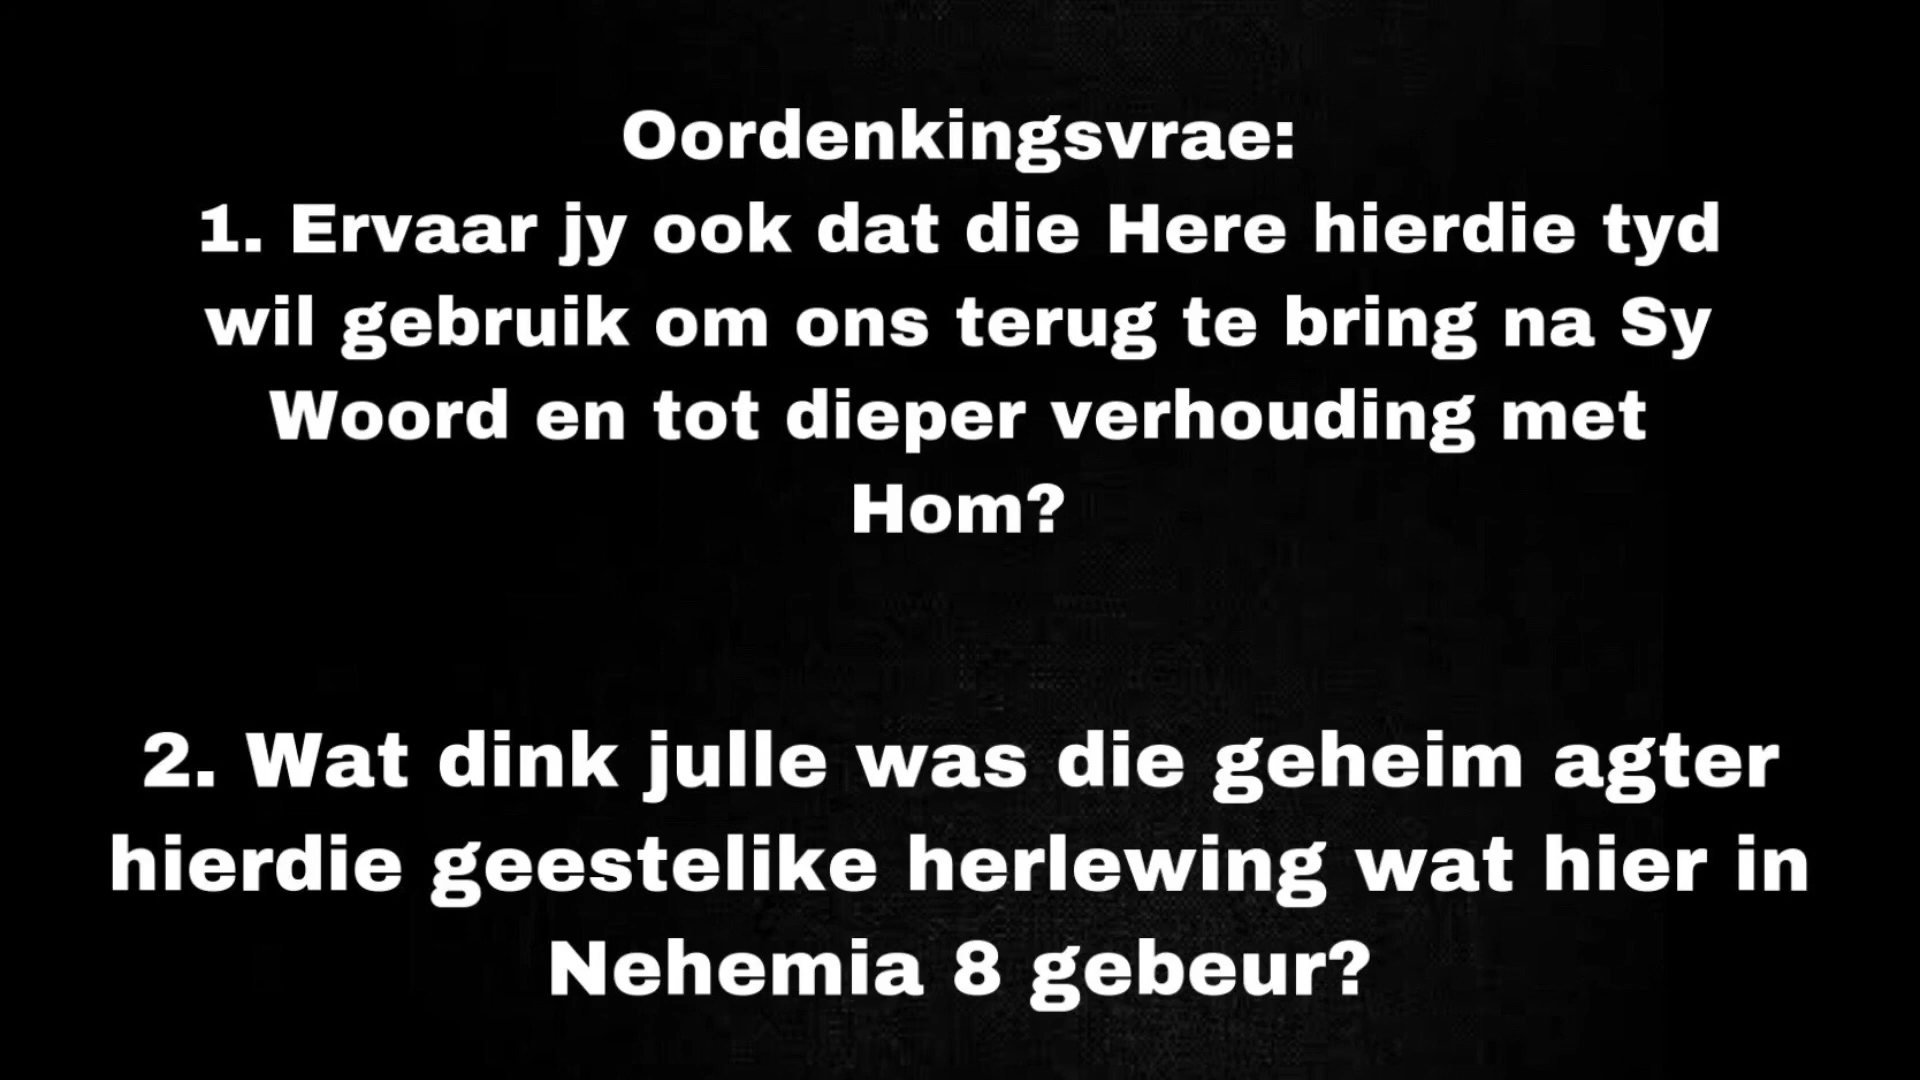 Oordenkingsvrae:
1. Ervaar jy ook dat die Here hierdie tyd
wil gebruik om ons terug te bring na Sy
Woord en tot dieper verhouding met
Hom?
2. Wat dink julle was die geheim agter
hierdie geestelike herlewing wat hier in
Nehemia 8 gebeur?